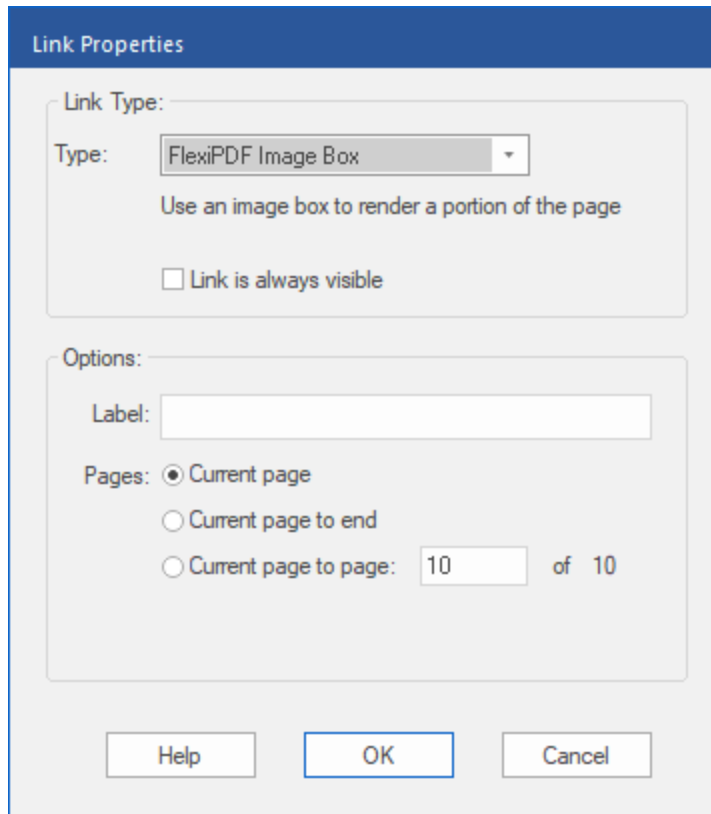 Link Properties
Link Type:
Type: FlexiPDF Image Box
Use an image box to render a portion of the page
Link is always visible
Options:
Label:
Pages: Current page
Current page to end
Current page to page: 10 of 10
Help OK Cancel